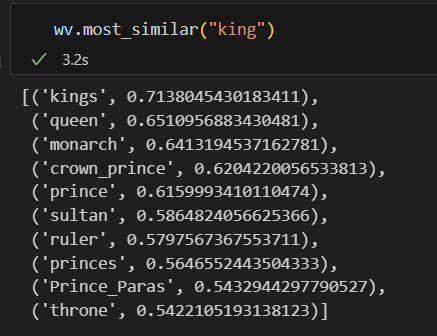 wv.most_similar("king")
3.2s
[('kings', 0.7138045430183411),
('queen', 0.6510956883430481),
('monarch', 0.6413194537162781),
('crown_prince', 0.6204220056533813),
('prince', 0.6159993410110474),
('sultan', 0.5864824056625366),
('ruler', 0.5797567367553711),
('princes', 0.5646552443504333),
('Prince_Paras', 0.5432944297790527),
('throne', 0.5422105193138123)]